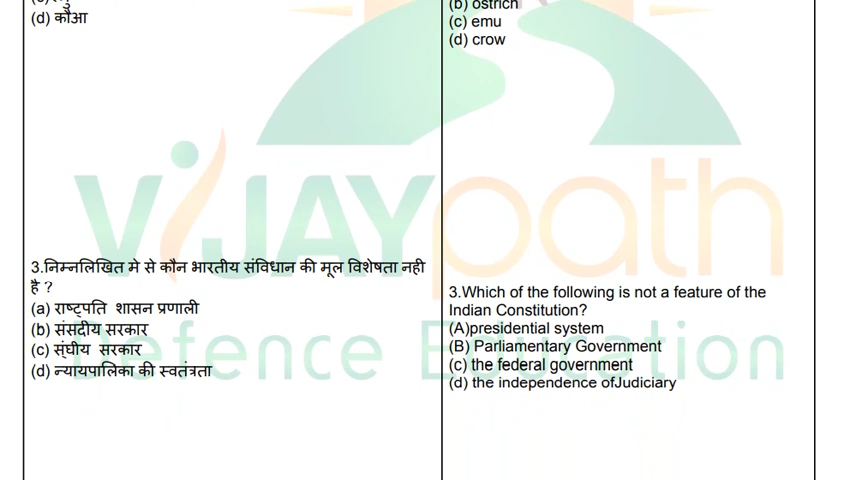 (d) कौआ
(b) ostrich
(c) emu
(d) crow
VIJAYpath
Defence Education
3.निम्नलिखित मे से कौन भारतीय संविधान की मूल विशेषता नही
है ?
(a) राष्ट्पति शासन प्रणाली
(b) संसदीय सरकार
(c) संघीय सरकार
(d) न्यायपालिका की स्वतंत्रता
3.Which of the following is not a feature of the
Indian Constitution?
(A)presidential system
(B) Parliamentary Government
(c) the federal government
(d) the independence ofJudiciary